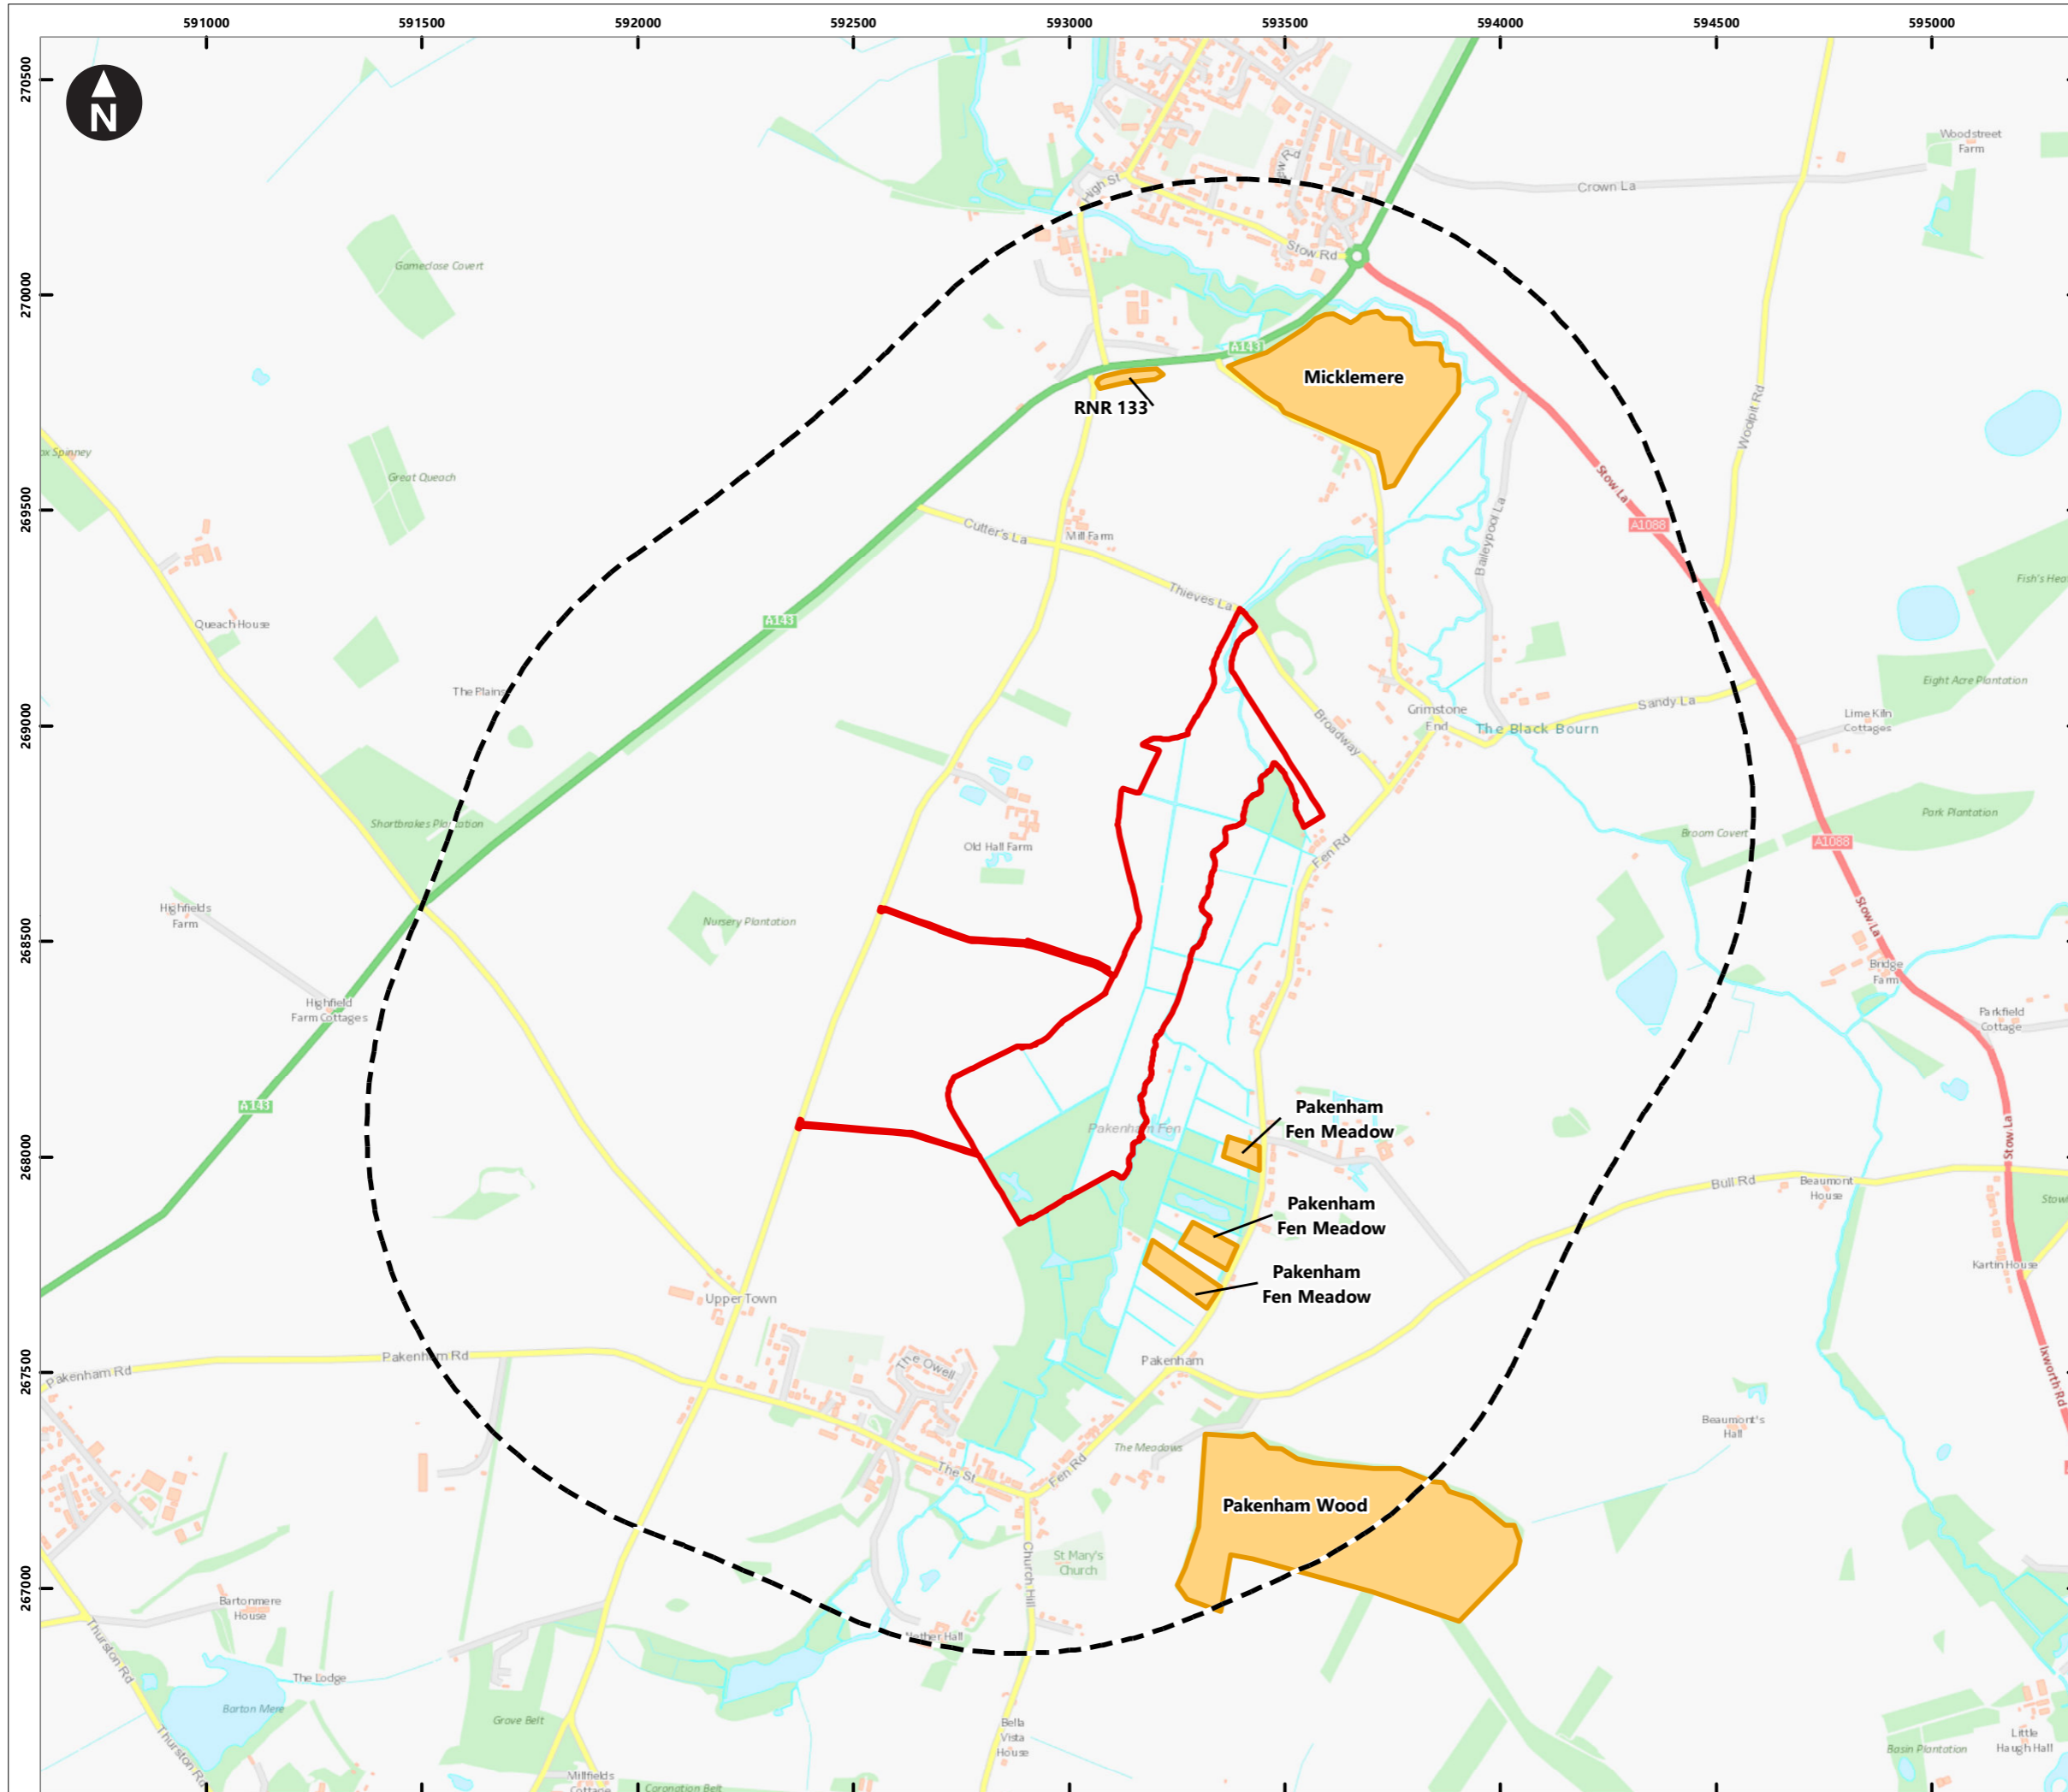 591000
591500
592000
592500
593000
593500
594000
594500
595000
270500
270000
269500
269000
268500
268000
267500
267000
N
Woodstreet
Farm
High St
Crown La
Stow Rd
Gameclose Covert
A143
Micklemere
RNR 133
Woolpit Rd
Great Queach
Stow La
A1088
Cutter's La
Mill Farm
Baileypool La
Thieves La
Queach House
The Plains
Broadway
Grimstone
End
Sandy La
The Black Bourn
Eight Acre Plantation
Lime Kiln
Cottages
A143
Shortbrakes Plantation
Old Hall Farm
Fen Rd
Broom Covert
Park Plantation
A1088
Highfields
Farm
Nursery Plantation
Stow La
Bridge
Farm
Highfield
Farm Cottages
Parkfield
Cottage
A143
Pakenham Fen
Pakenham
Fen Meadow
Stow La
Bull Rd
Beaumont
House
Pakenham
Fen Meadow
Kartin House
Pakenham
Fen Meadow
Upper Town
Pakenham Rd
Pakenham Rd
The Owell
Pakenham
Ixworth Rd
Beaumont's
Hall
The Meadows
The St
Fen Rd
Pakenham Wood
St Mary's
Church
Church Hill
Bartonmere
House
Thurston Rd
Nether Hall
The Lodge
Barton Mere
Grove Belt
Bella
Vista
House
Thurston Rd
Basin Plantation
Little
Haugh Hall
Millfields
Cottage
Coronation Belt